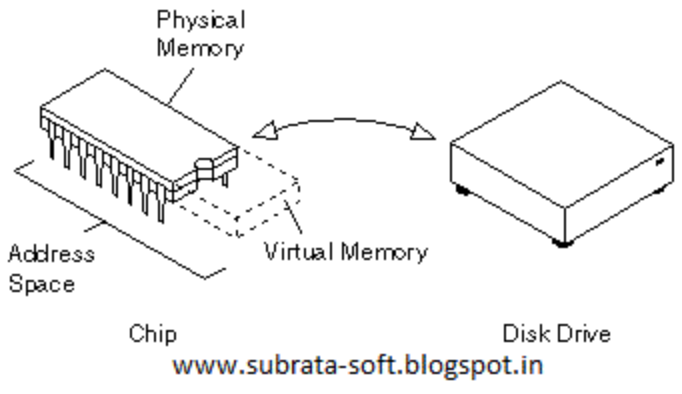 Physical
Memory
Address
Space
Virtual Memory
Chip
Disk Drive
www.subrata-soft.blogspot.in